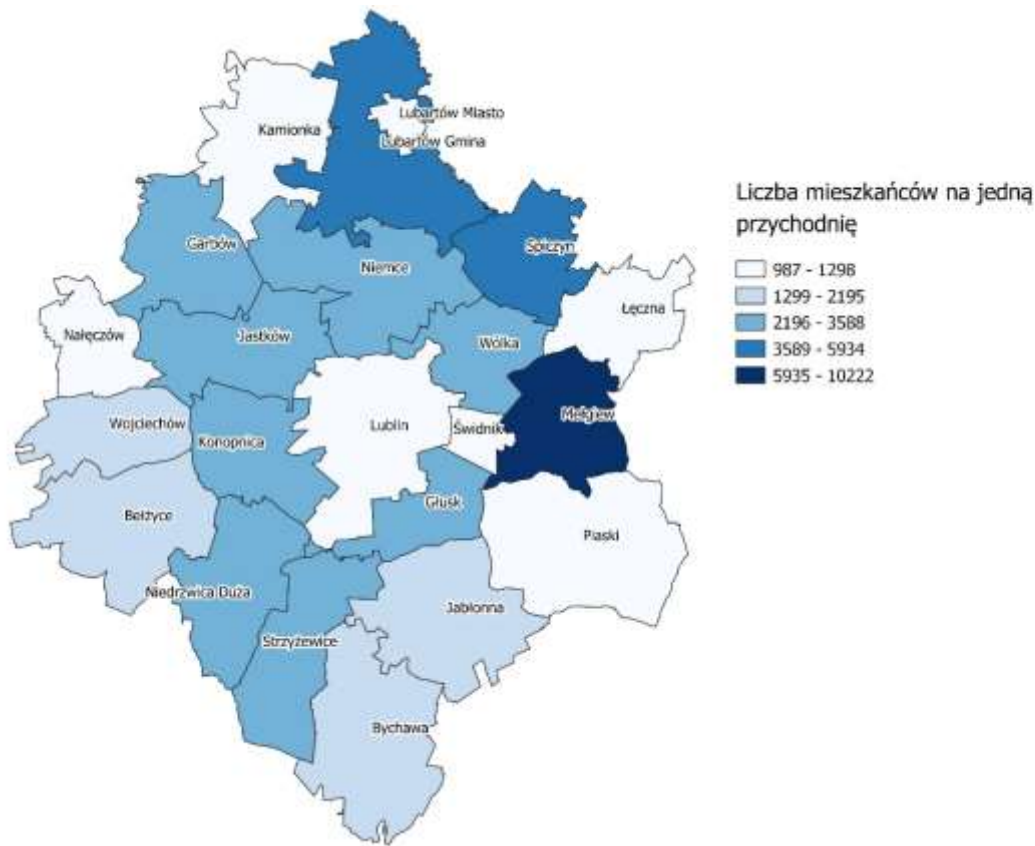 Lubartów Miasto
Kamionka
Lubartów Gmina
Liczba mieszkańców na jedną
przychodnię
987 - 1298
1299 - 2195
2196 - 3588
3589 - 5934
5935 - 10222
Garbów
Spiczyn
Niemce
Łęczna
Nałęczów
Jastków
Wólka
Mełgiew
Wojciechów
Lublin
Świdnik
Konopnica
Głusk
Bełżyce
Piaski
Niedrzwica Duża
Jabłonna
Strzyżewice
Bychawa